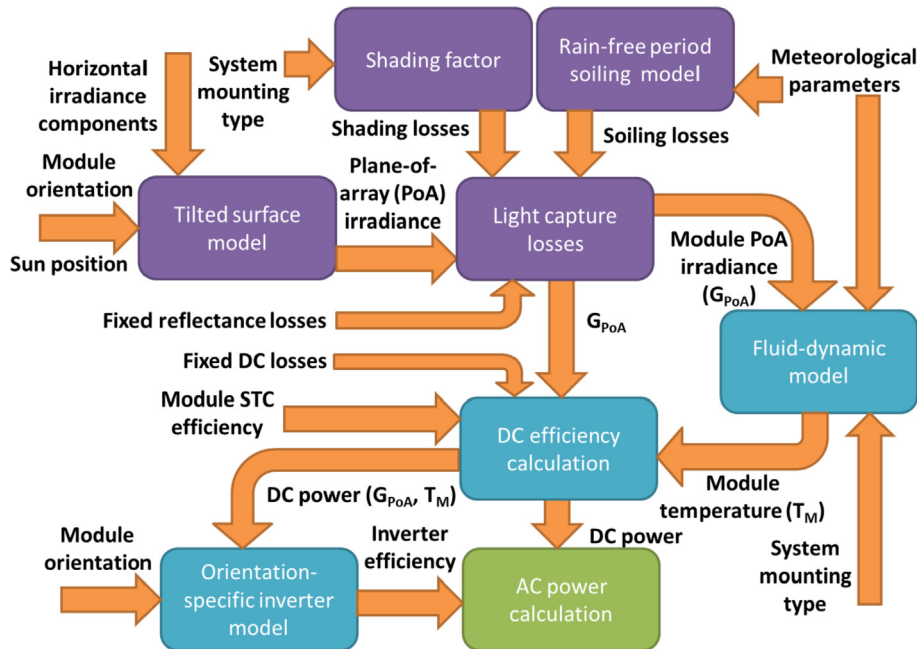 Horizontal
irradiance
components
System
mounting
type
Shading factor
Rain-free period
soiling model
Meteorological
parameters
Shading losses
Soiling losses
Module
orientation
Sun position
Tilted surface
model
Plane-of-
array (PoA)
irradiance
Light capture
losses
Module PoA
irradiance
(G_PoA)
Fixed reflectance losses
G_PoA
Fixed DC losses
Fluid-dynamic
model
Module STC
efficiency
DC efficiency
calculation
Module
temperature (T_M)
DC power (G_PoA, T_M)
DC power
System
mounting
type
Module
orientation
Orientation-
specific inverter
model
Inverter
efficiency
AC power
calculation